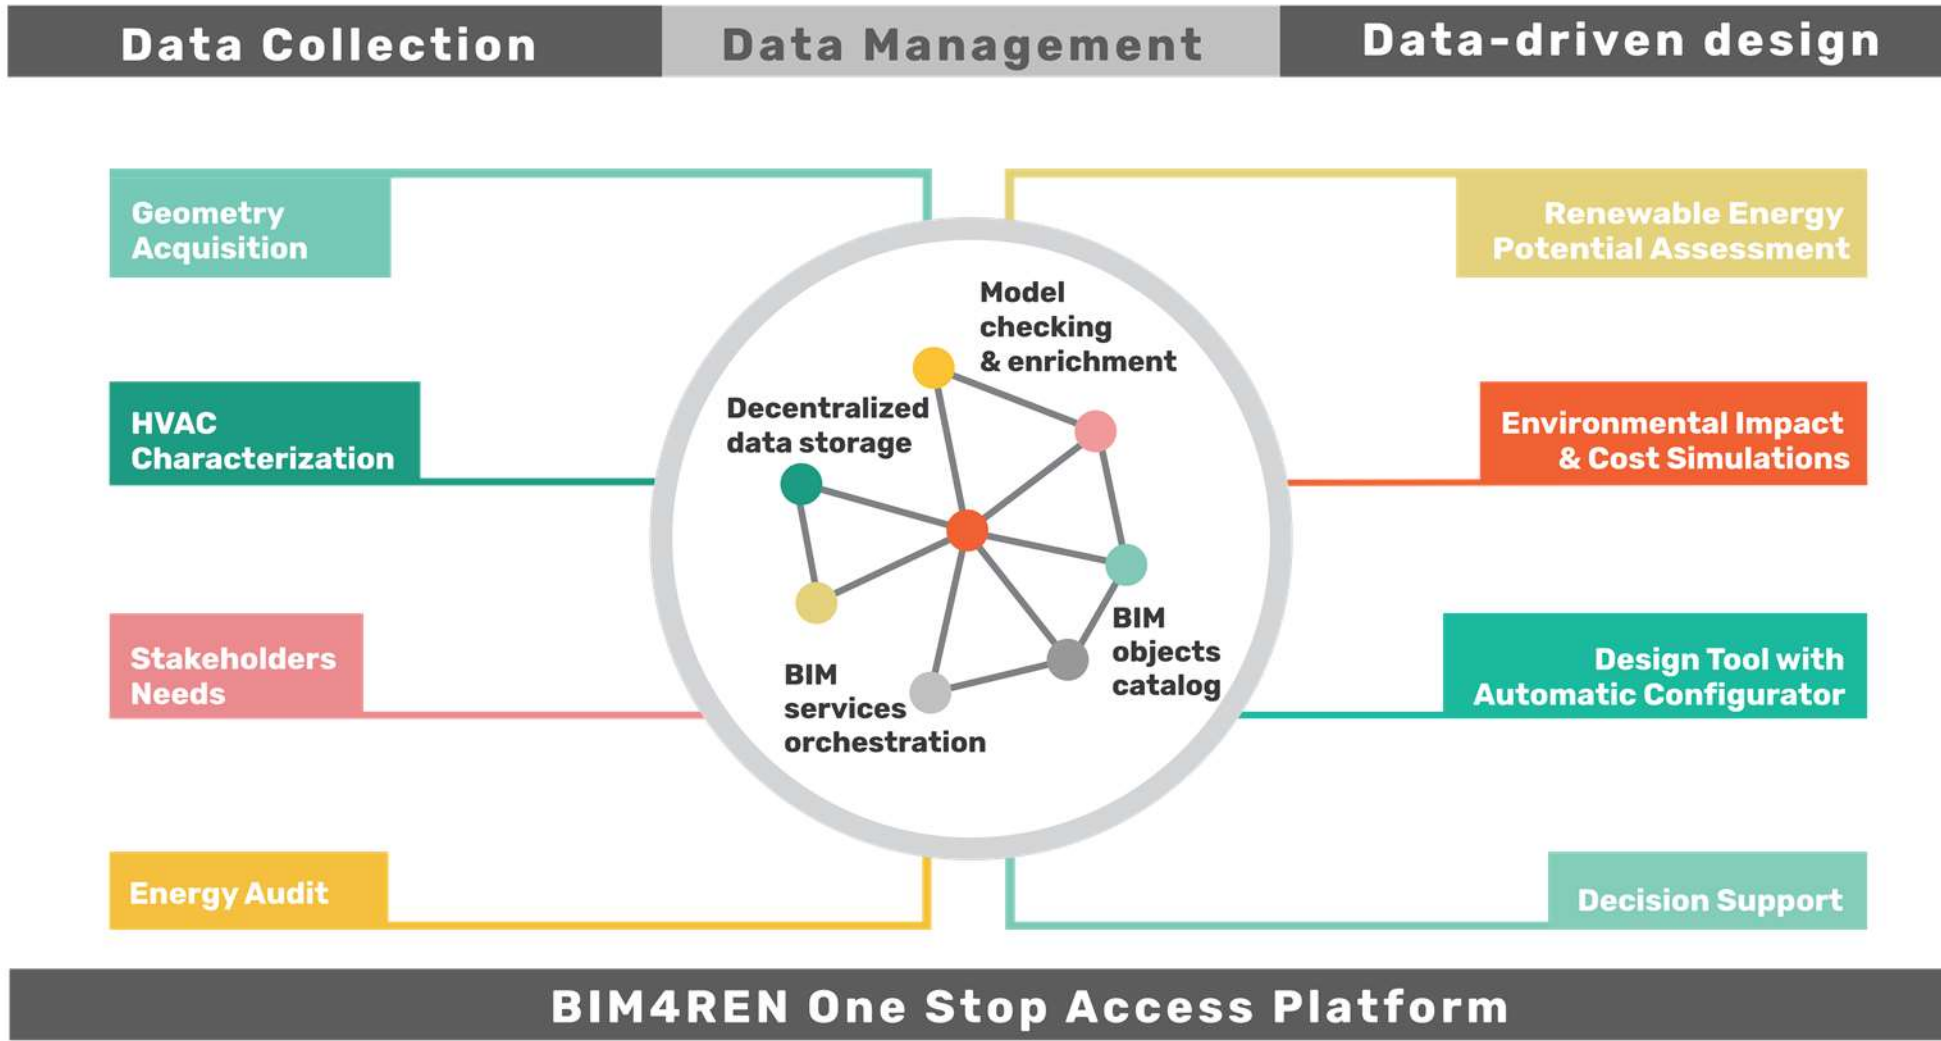 Data Collection
Data Management
Data-driven design
Geometry
Acquisition
HVAC
Characterization
Stakeholders
Needs
Energy Audit
Model
checking
& enrichment
Decentralized
data storage
BIM
objects
catalog
BIM
services
orchestration
Renewable Energy
Potential Assessment
Environmental Impact
& Cost Simulations
Design Tool with
Automatic Configurator
Decision Support
BIM4REN One Stop Access Platform